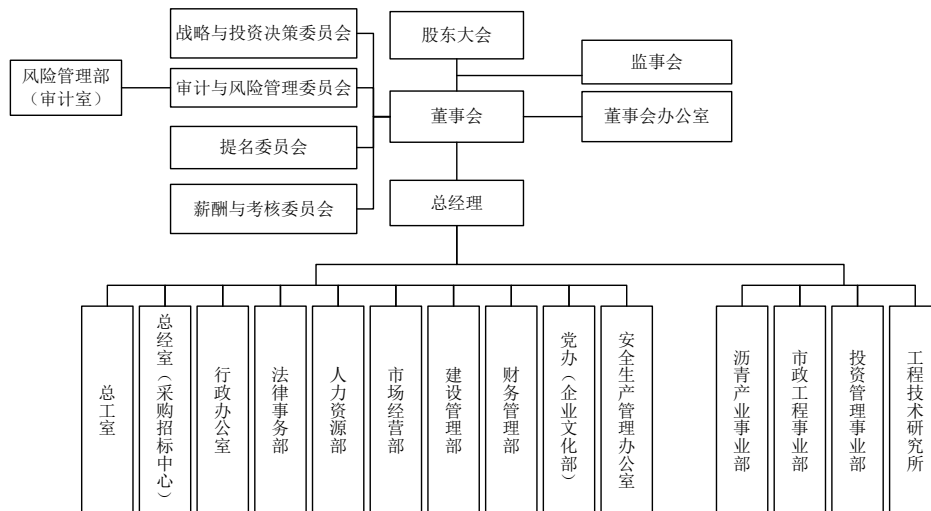 战略与投资决策委员会
股东大会
监事会
风险管理部
（审计室）
审计与风险管理委员会
董事会
董事会办公室
提名委员会
薪酬与考核委员会
总经理
总工室
总经室（采购招标中心）
行政办公室
法律事务部
人力资源部
市场经营部
建设管理部
财务管理部
党办（企业文化部）
安全生产管理办公室
沥青产业事业部
市政工程事业部
投资管理事业部
工程技术研究所